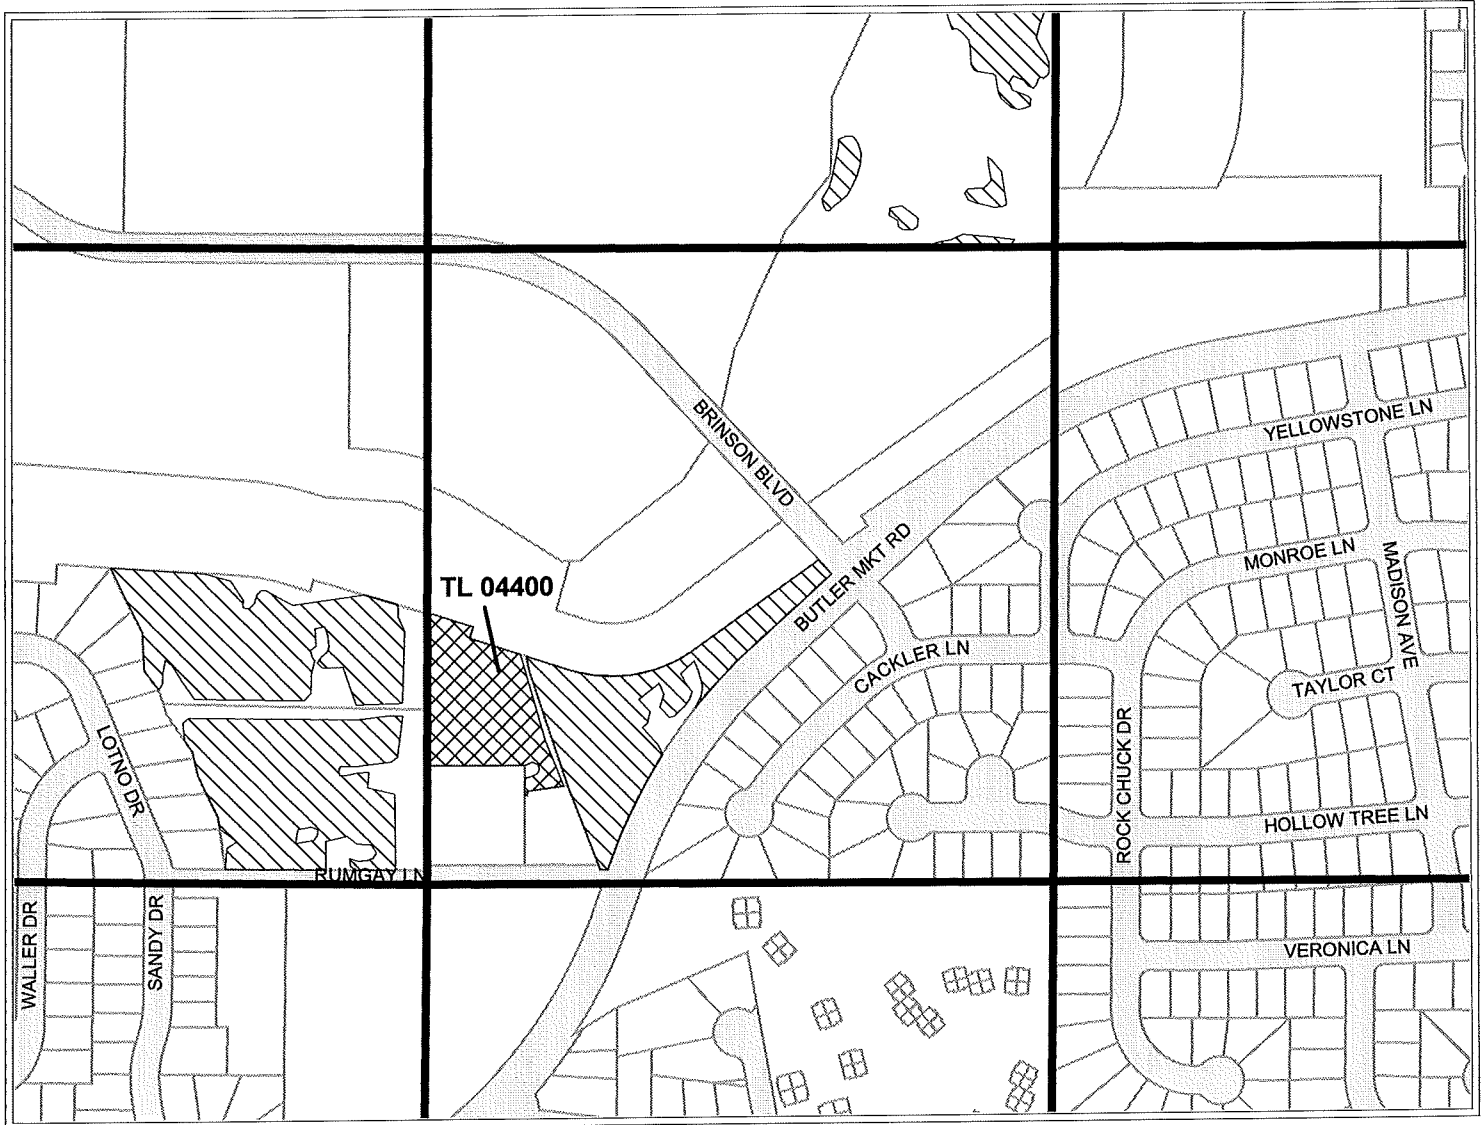 YELLOWSTONE LN
BRINSON BLVD
BUTLER MKT RD
MONROE LN
MADISON AVE
TL 04400
CACKLER LN
TAYLOR CT
LOTNO DR
ROCK CHUCK DR
HOLLOW TREE LN
RUMGAY LN
WALLER DR
SANDY DR
VERONICA LN